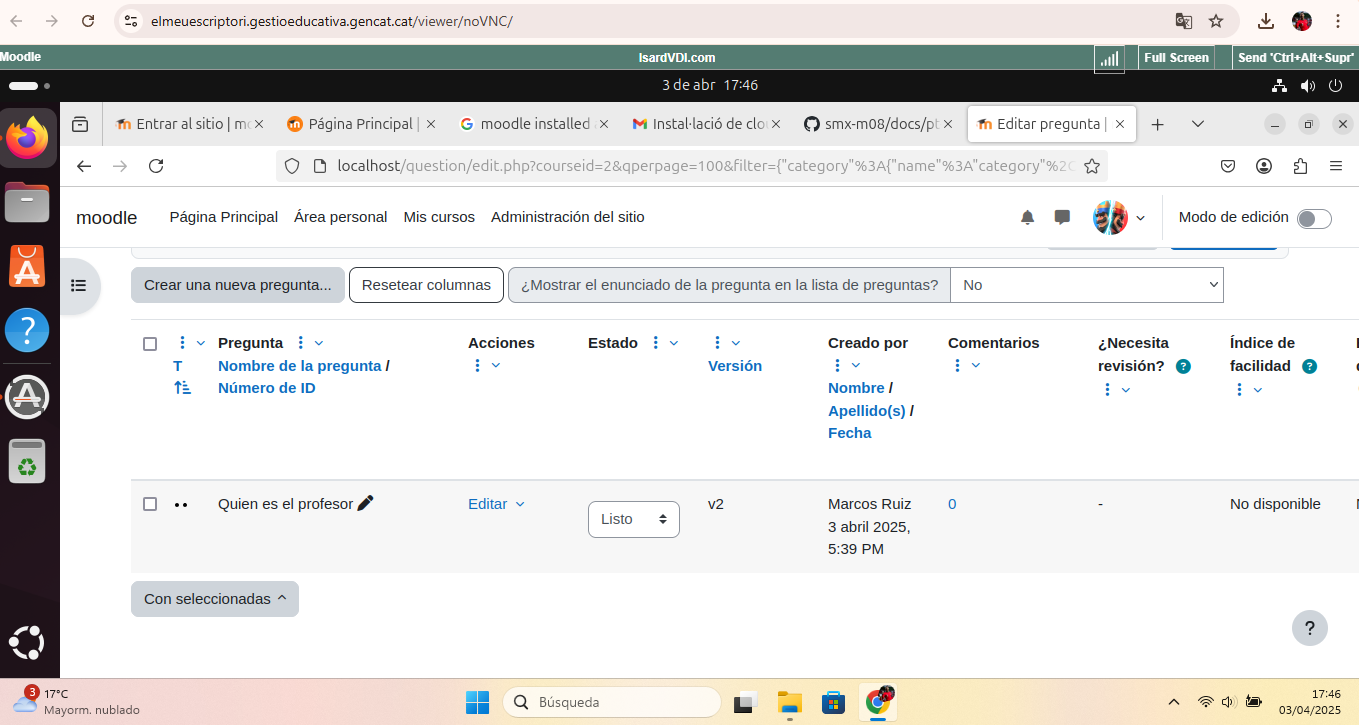 elmeuescriptori.gestioeducativa.gencat.cat/viewer/noVNC/
Moodle
IsardVDI.com
Full Screen
Send 'Ctrl+Alt+Supr'
3 de abr 17:46
Entrar al sitio | mo
Página Principal |
moodle installed
Instal·lació de clou
smx-m08/docs/pt
Editar pregunta |
localhost/question/edit.php?courseid=2&qperpage=100&filter={"category"%3A{"name"%3A"category"%2C
moodle
Página Principal
Área personal
Mis cursos
Administración del sitio
Modo de edición
Crear una nueva pregunta...
Resetear columnas
¿Mostrar el enunciado de la pregunta en la lista de preguntas?
No
Pregunta
Acciones
Estado
Creado por
Comentarios
¿Necesita
Índice de
T
Nombre de la pregunta /
Versión
revisión?
facilidad
Número de ID
Nombre /
Apellido(s) /
Fecha
Quien es el profesor
Editar
Listo
v2
Marcos Ruiz
0
-
No disponible
3 abril 2025,
5:39 PM
Con seleccionadas
?
3
17°C
Mayorm. nublado
Búsqueda
17:46
03/04/2025